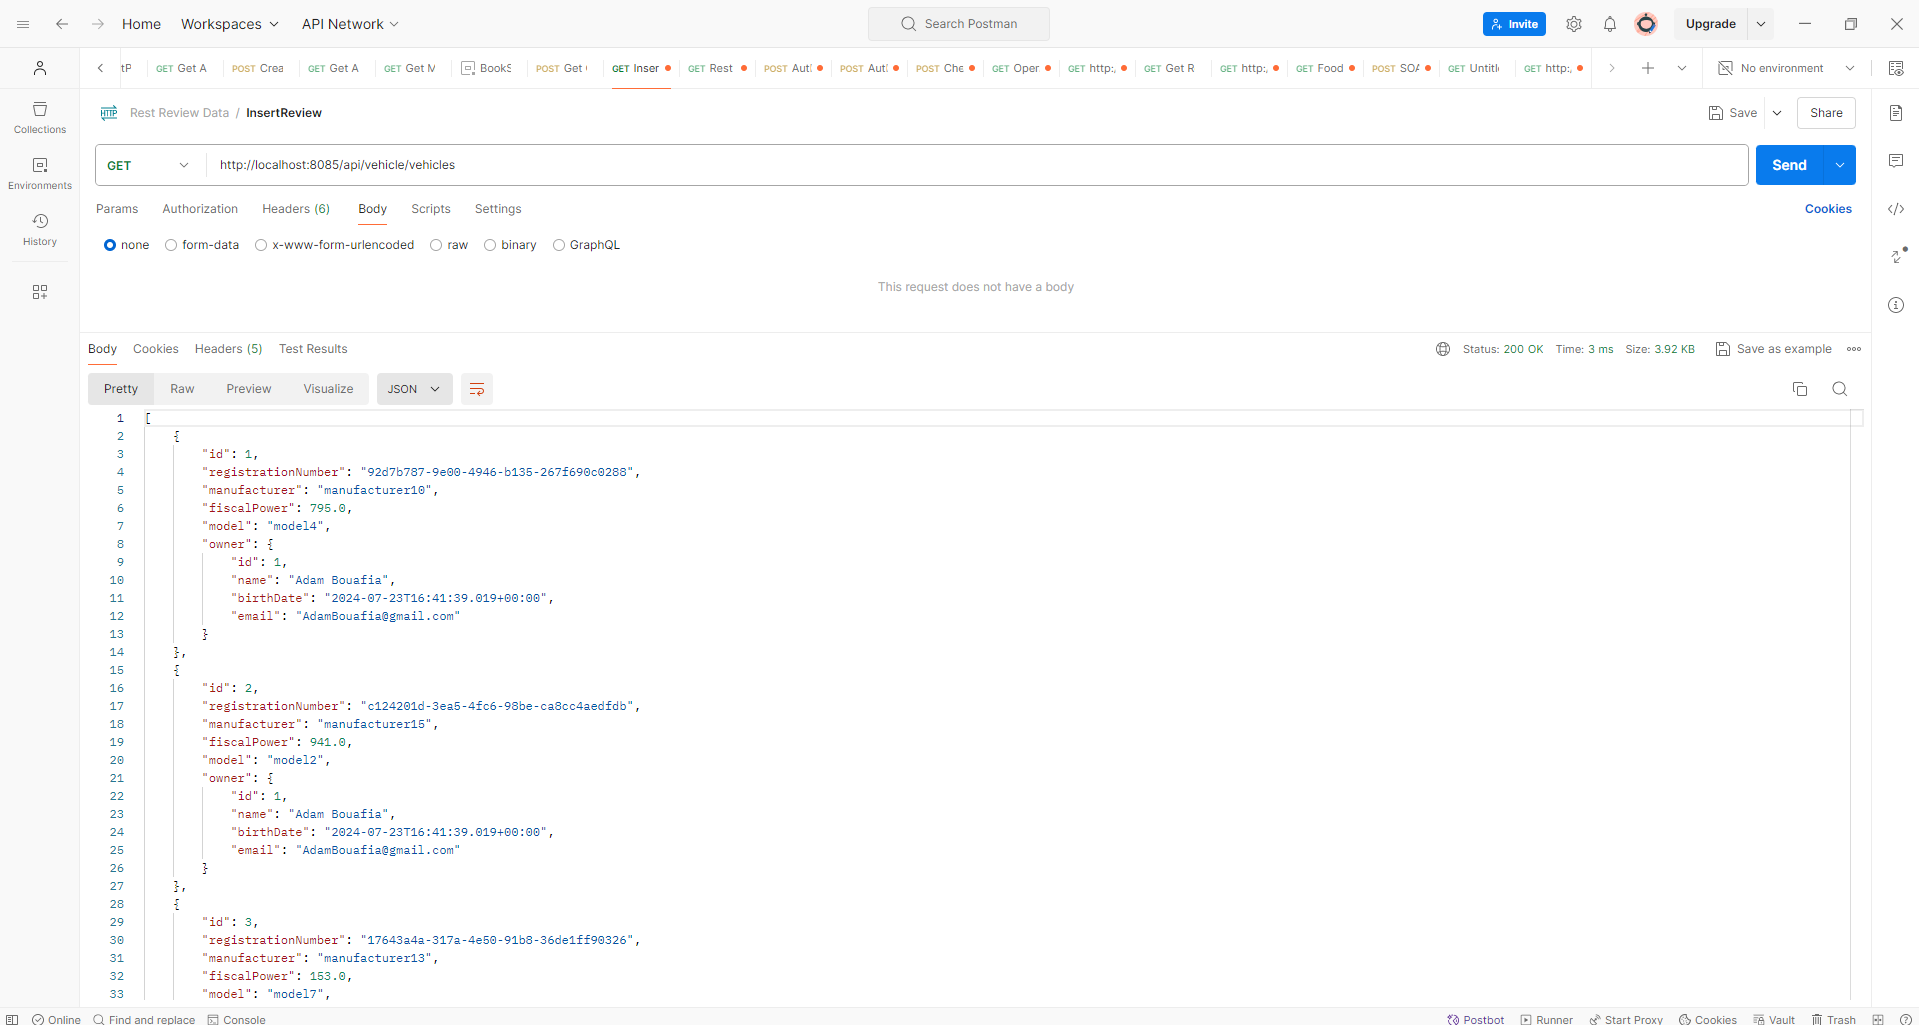 Home Workspaces API Network Search Postman Invite Upgrade
GET Get A POST Crea GET Get A GET Get M BookS POST Get GET Inser GET Rest POST Aut POST Aut POST Che GET Oper GET http:, GET Get R GET http:, GET Food POST SOA GET Untitl GET http:, No environment
Rest Review Data / InsertReview Save Share
GET http://localhost:8085/api/vehicle/vehicles Send
Params Authorization Headers (6) Body Scripts Settings Cookies
none form-data x-www-form-urlencoded raw binary GraphQL
This request does not have a body
Collections
Environments
History
Body Cookies Headers (5) Test Results Status: 200 OK Time: 3 ms Size: 3.92 KB Save as example
Pretty Raw Preview Visualize JSON
1 [
2 {
3 "id": 1,
4 "registrationNumber": "92d7b787-9e00-4946-b135-267f690c0288",
5 "manufacturer": "manufacturer10",
6 "fiscalPower": 795.0,
7 "model": "model4",
8 "owner": {
9 "id": 1,
10 "name": "Adam Bouafia",
11 "birthDate": "2024-07-23T16:41:39.019+00:00",
12 "email": "AdamBouafia@gmail.com"
13 }
14 },
15 {
16 "id": 2,
17 "registrationNumber": "c124201d-3ea5-4fc6-98be-ca8cc4aedfdb",
18 "manufacturer": "manufacturer15",
19 "fiscalPower": 941.0,
20 "model": "model2",
21 "owner": {
22 "id": 1,
23 "name": "Adam Bouafia",
24 "birthDate": "2024-07-23T16:41:39.019+00:00",
25 "email": "AdamBouafia@gmail.com"
26 }
27 },
28 {
29 "id": 3,
30 "registrationNumber": "17643a4a-317a-4e50-91b8-36de1ff90326",
31 "manufacturer": "manufacturer13",
32 "fiscalPower": 153.0,
33 "model": "model7",
Online Find and replace Console Postbot Runner Start Proxy Cookies Vault Trash